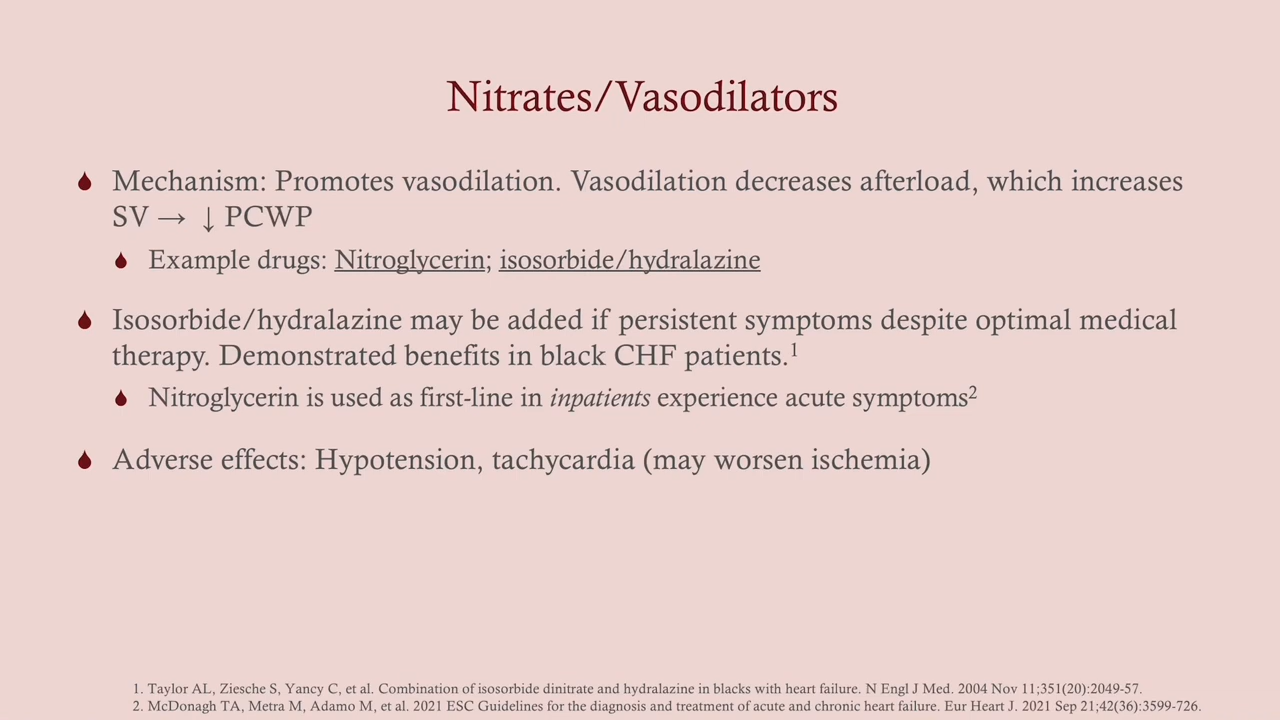 Nitrates/Vasodilators
Mechanism: Promotes vasodilation. Vasodilation decreases afterload, which increases
SV → ↓ PCWP
Example drugs: Nitroglycerin; isosorbide/hydralazine
Isosorbide/hydralazine may be added if persistent symptoms despite optimal medical
therapy. Demonstrated benefits in black CHF patients.1
Nitroglycerin is used as first-line in inpatients experience acute symptoms2
Adverse effects: Hypotension, tachycardia (may worsen ischemia)
1. Taylor AL, Ziesche S, Yancy C, et al. Combination of isosorbide dinitrate and hydralazine in blacks with heart failure. N Engl J Med. 2004 Nov 11;351(20):2049-57.
2. McDonagh TA, Metra M, Adamo M, et al. 2021 ESC Guidelines for the diagnosis and treatment of acute and chronic heart failure. Eur Heart J. 2021 Sep 21;42(36):3599-726.